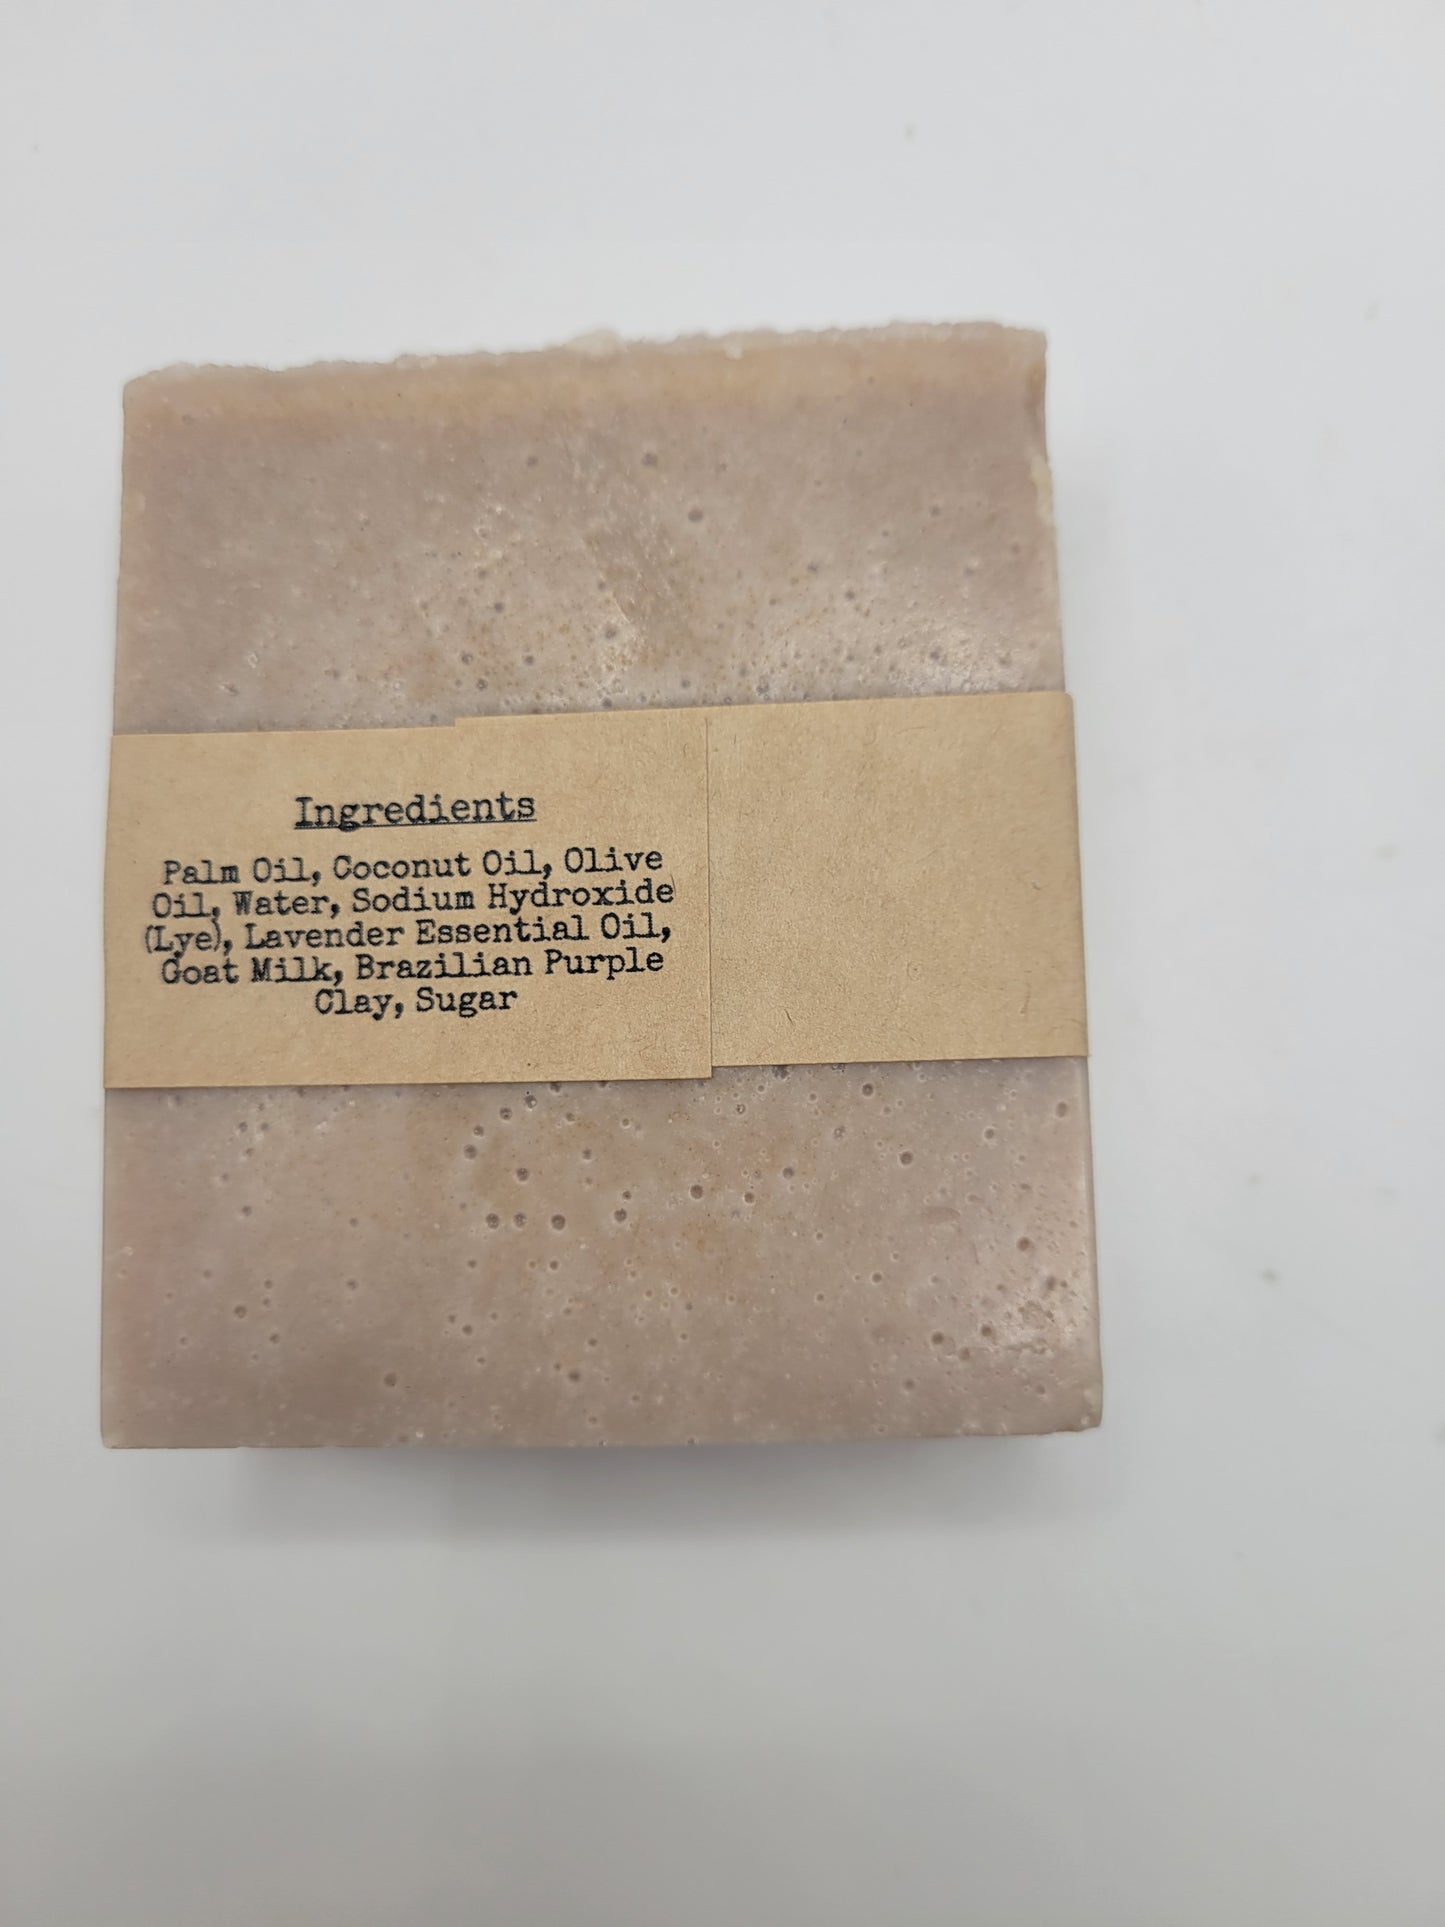 Ingredients
Palm Oil, Coconut Oil, Olive
Oil, Water, Sodium Hydroxide
(Lye), Lavender Essential Oil,
Goat Milk, Brazilian Purple
Clay, Sugar